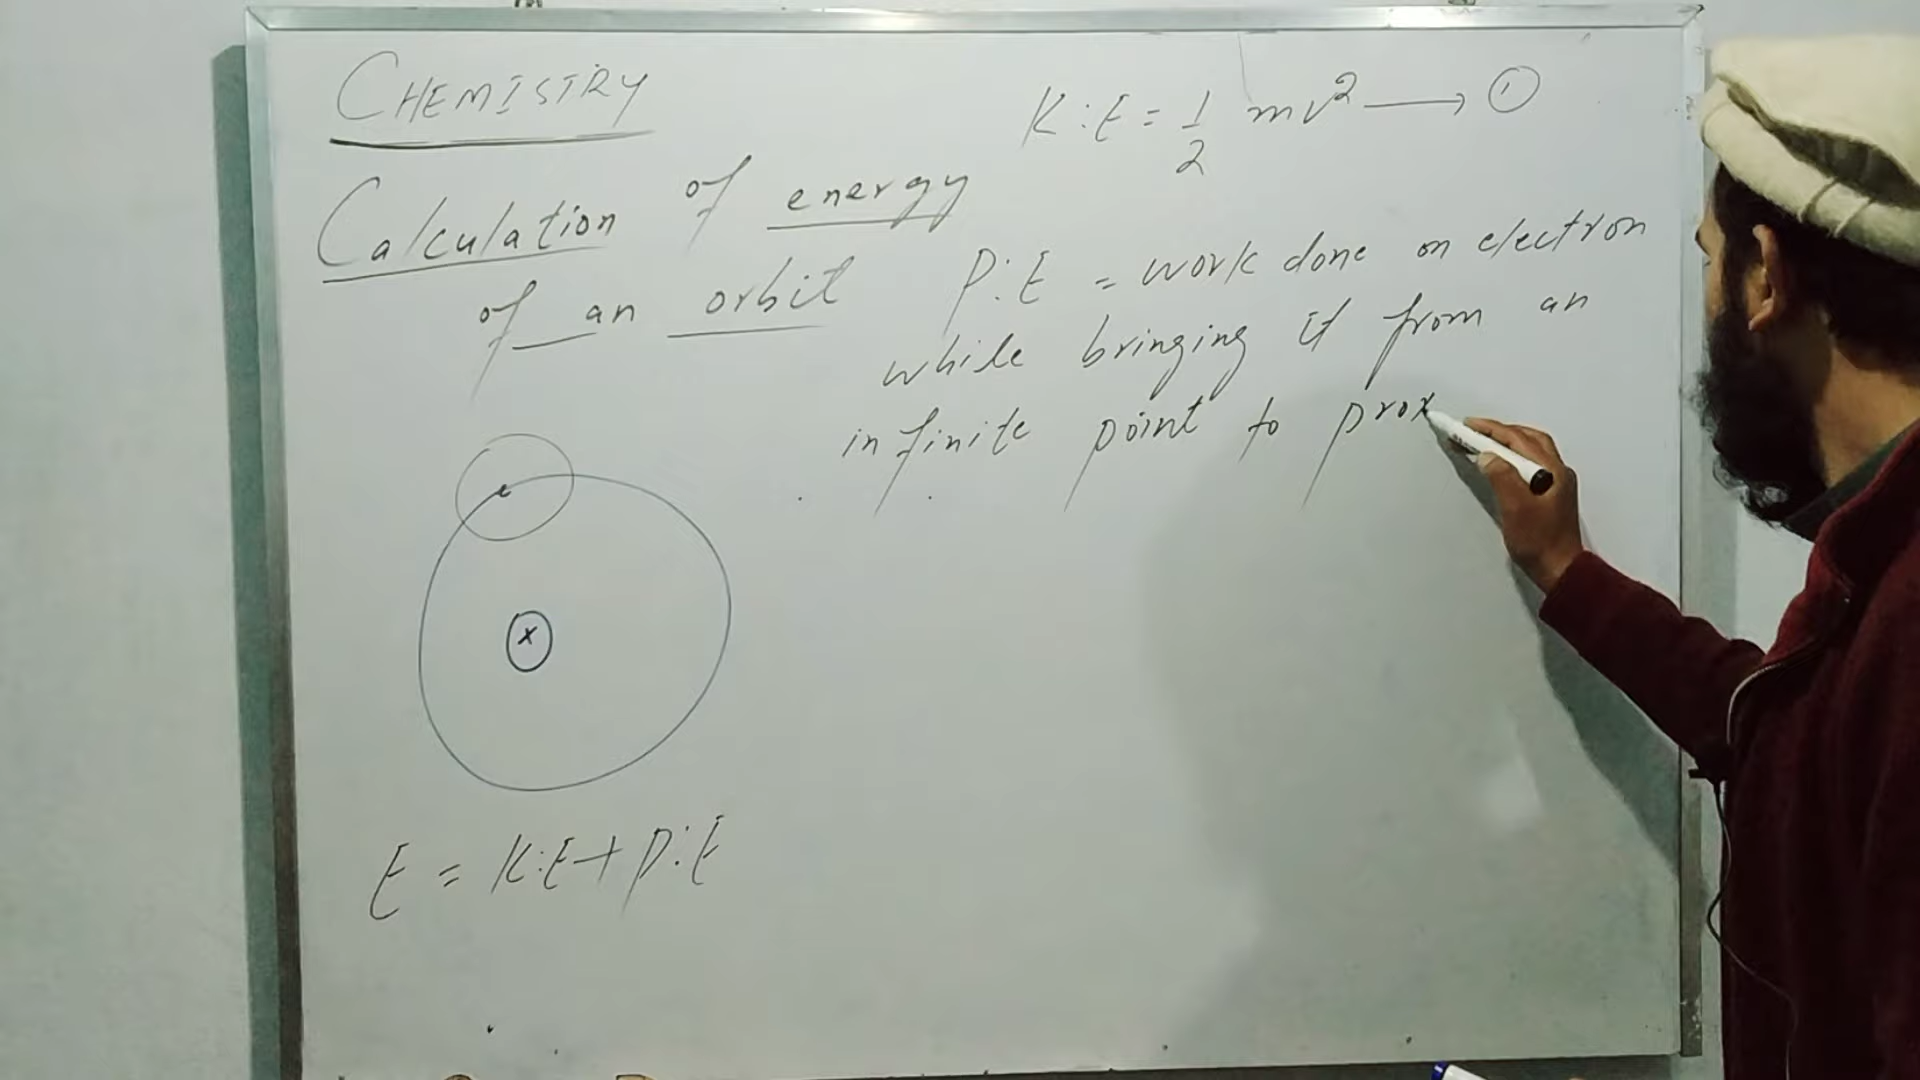 CHEMISTRY
Calculation of energy
of an orbit
K:E = 1/2 mv² → ①
P:E = work done on electron
while bringing it from an
infinite point to prox
e
x
E = K:E + P:E